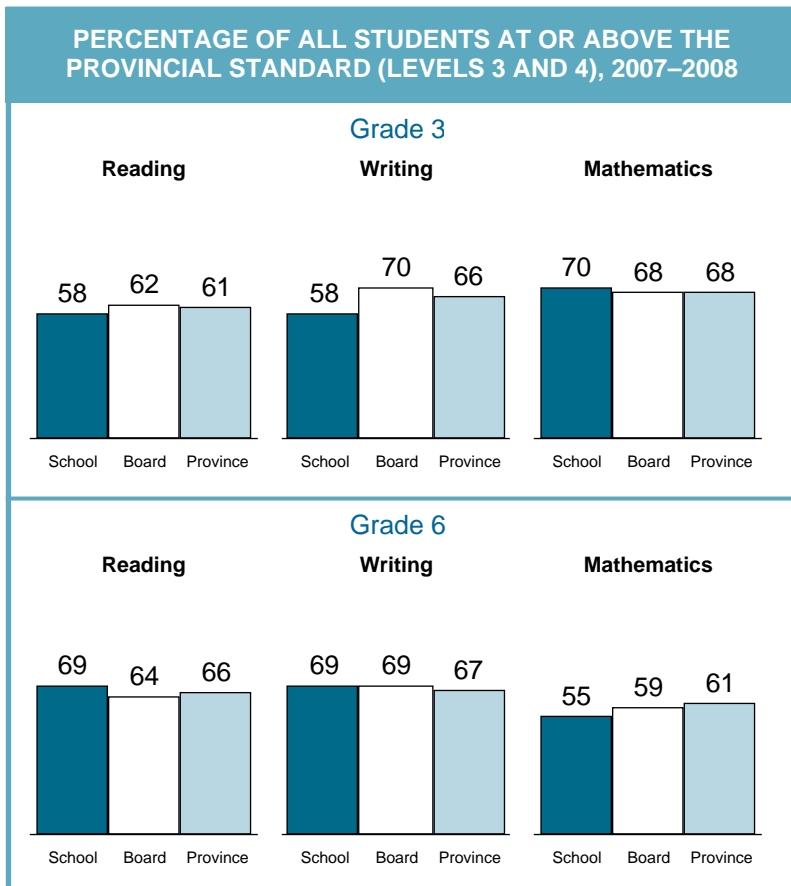 PERCENTAGE OF ALL STUDENTS AT OR ABOVE THE
PROVINCIAL STANDARD (LEVELS 3 AND 4), 2007–2008
Grade 3
Reading Writing Mathematics
58 62 61 58 70 66 70 68 68
School Board Province School Board Province School Board Province
Grade 6
Reading Writing Mathematics
69 64 66 69 69 67 55 59 61
School Board Province School Board Province School Board Province